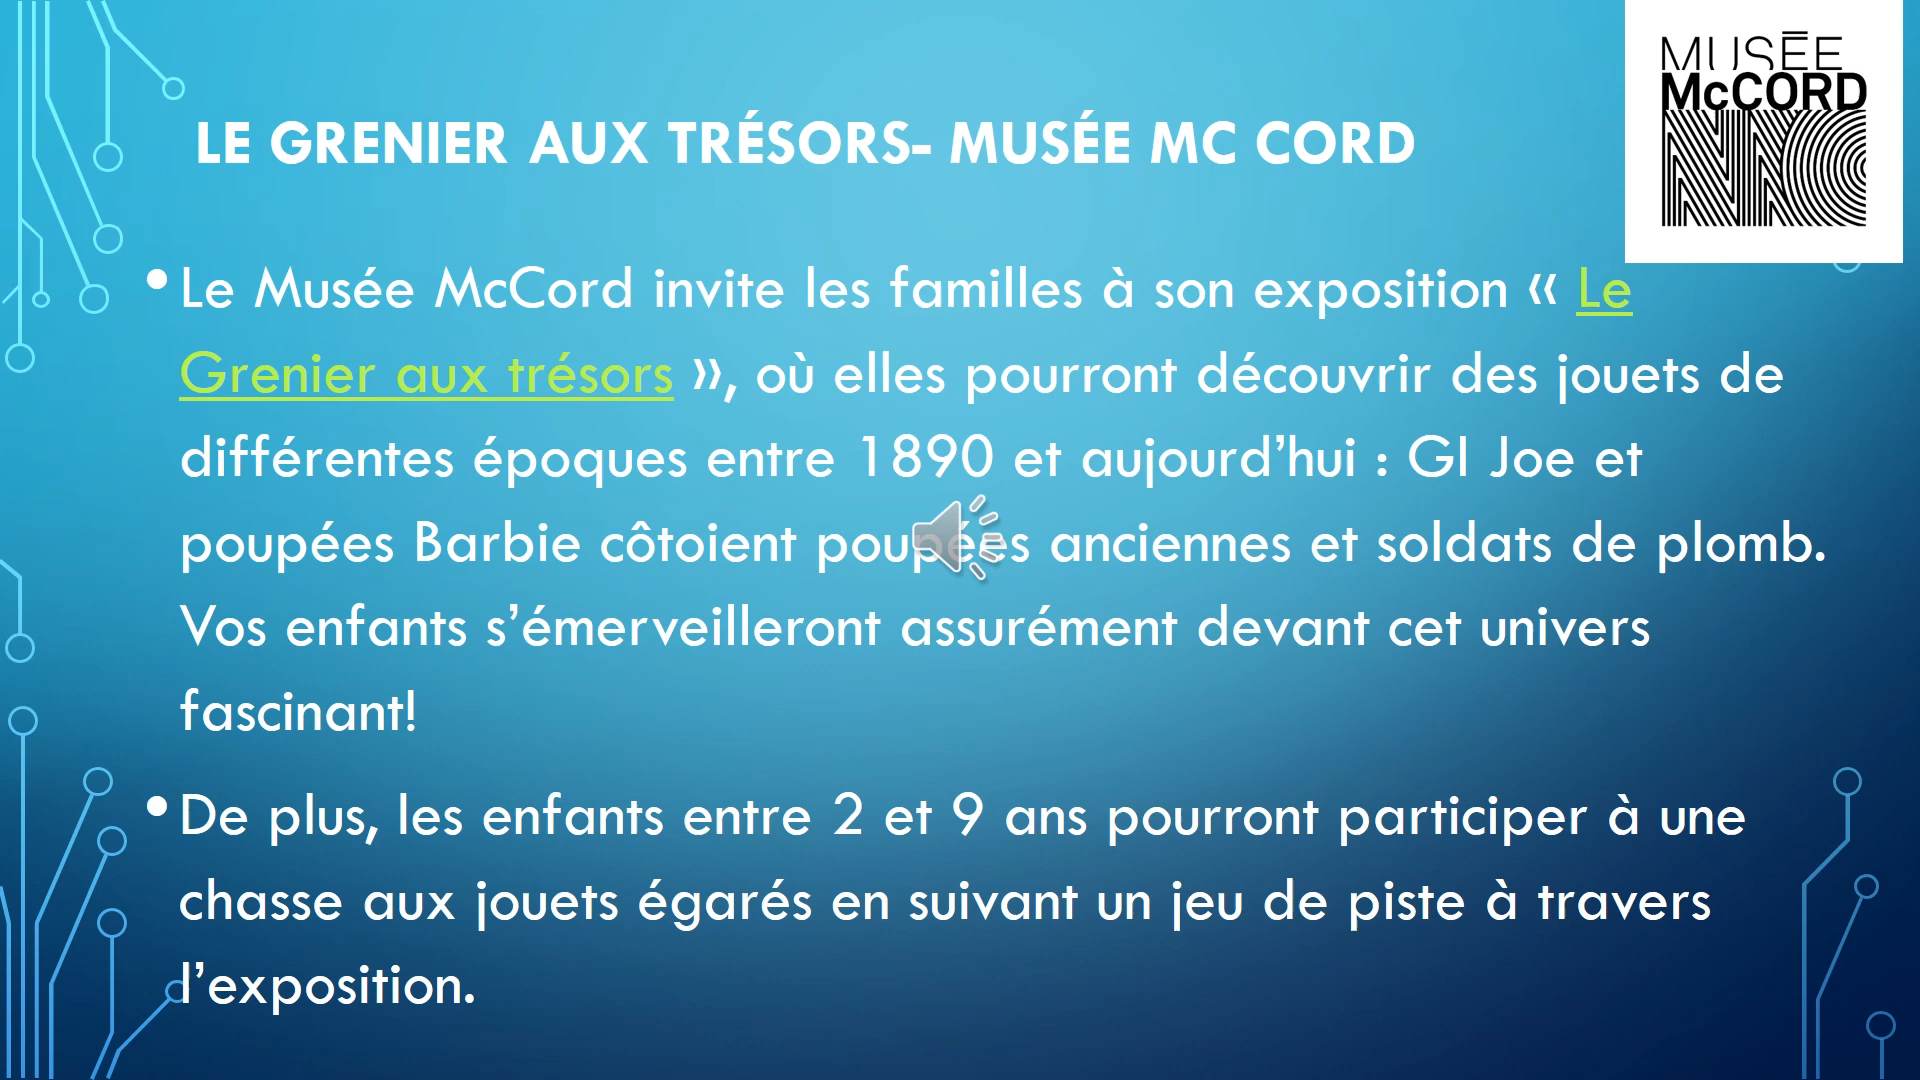 MUSÉE
McCORD
LE GRENIER AUX TRÉSORS- MUSÉE MC CORD
• Le Musée McCord invite les familles à son exposition « Le
Grenier aux trésors », où elles pourront découvrir des jouets de
différentes époques entre 1890 et aujourd’hui : GI Joe et
poupées Barbie côtoient poupées anciennes et soldats de plomb.
Vos enfants s’émerveilleront assurément devant cet univers
fascinant!
• De plus, les enfants entre 2 et 9 ans pourront participer à une
chasse aux jouets égarés en suivant un jeu de piste à travers
l’exposition.